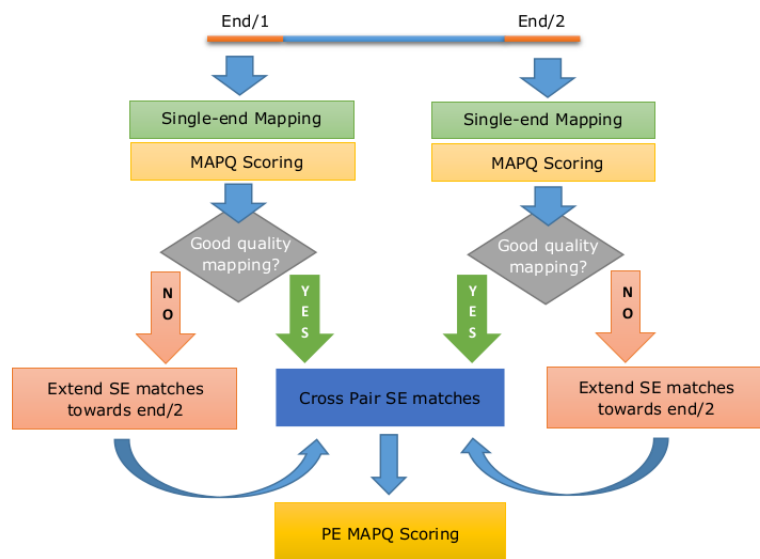 End/1
End/2
Single-end Mapping
Single-end Mapping
MAPQ Scoring
MAPQ Scoring
Good quality
mapping?
Good quality
mapping?
NO
YES
YES
NO
Extend SE matches
towards end/2
Cross Pair SE matches
Extend SE matches
towards end/2
PE MAPQ Scoring